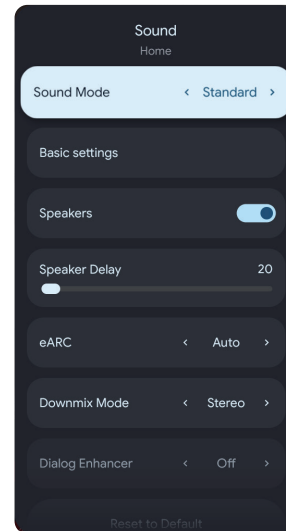 Sound
Home
Sound Mode < Standard >
Basic settings
Speakers
Speaker Delay 20
eARC < Auto >
Downmix Mode < Stereo >
Dialog Enhancer < Off >
Reset to Default